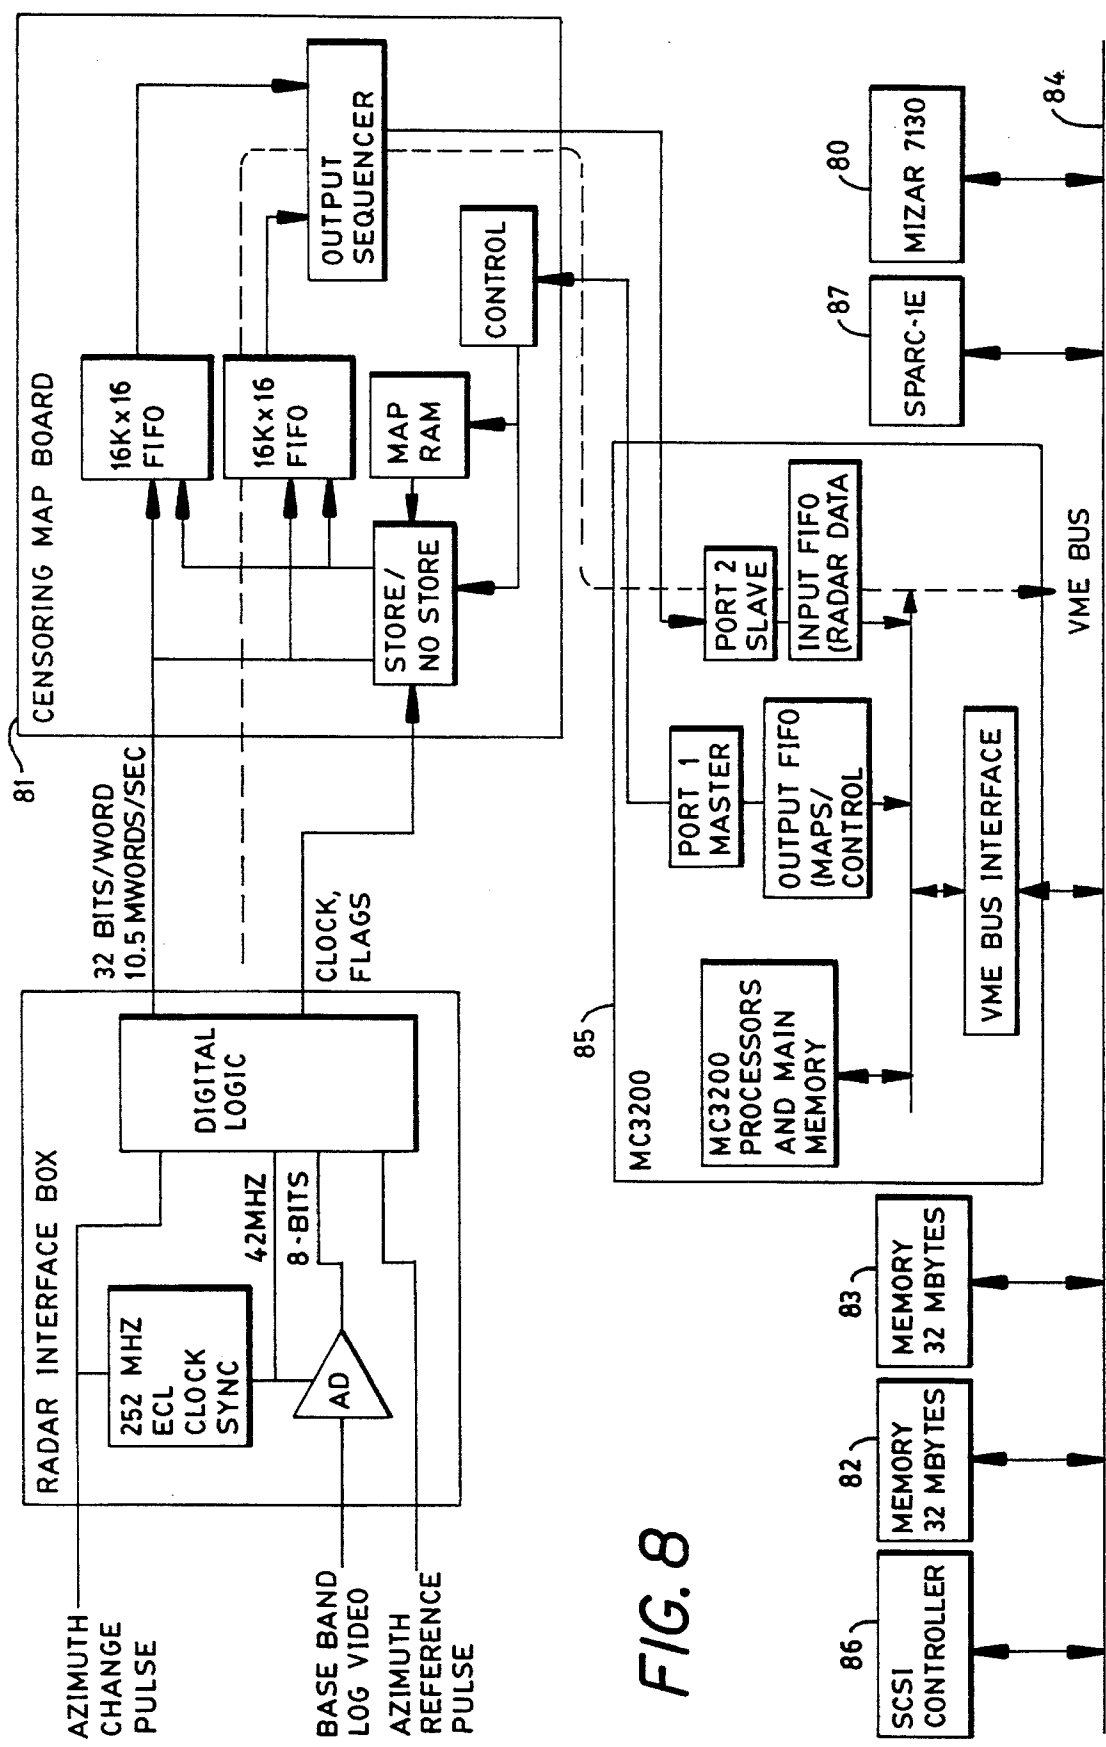 RADAR INTERFACE BOX
AZIMUTH
CHANGE
PULSE
252 MHZ
ECL
CLOCK
SYNC
AD
42MHZ
8-BITS
DIGITAL
LOGIC
BASE BAND
LOG VIDEO
AZIMUTH
REFERENCE
PULSE
32 BITS/WORD
10.5 MWORDS/SEC
CLOCK,
FLAGS
81
CENSORING MAP BOARD
16K×16
FIFO
16K×16
FIFO
MAP
RAM
STORE/
NO STORE
CONTROL
OUTPUT
SEQUENCER
FIG. 8
85
MC3200
MC3200
PROCESSORS
AND MAIN
MEMORY
PORT 1
MASTER
OUTPUT FIFO
(MAPS/
CONTROL
PORT 2
SLAVE
INPUT FIFO
(RADAR DATA)
VME BUS INTERFACE
VME BUS
86
SCSI
CONTROLLER
82
MEMORY
32 MBYTES
83
MEMORY
32 MBYTES
87
SPARC-1E
80
MIZAR 7130
84